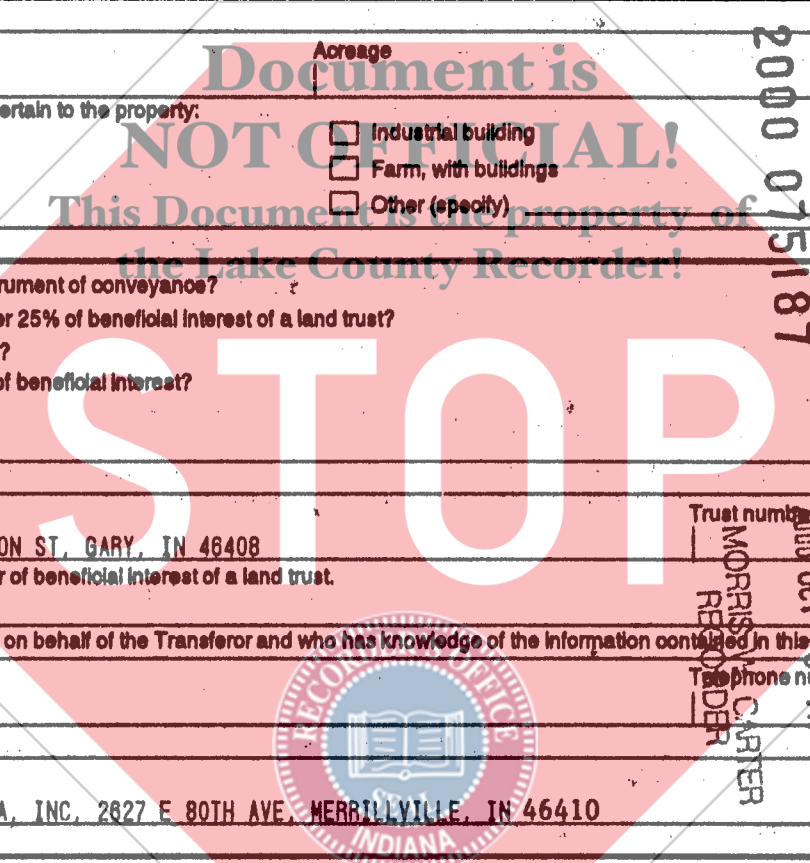 Acreage
Document is
ertain to the property:
NOT OFFICIAL!
Industrial building
Farm, with buildings
Other (specify)
This Document is the property of
the Lake County Recorder!
rument of conveyance?
er 25% of beneficial interest of a land trust?
?
of beneficial interest?
STOP
Trust numbe
ON ST, GARY, IN 46408
r of beneficial interest of a land trust.
on behalf of the Transferor and who has knowledge of the information contained in this
Telephone nu
A, INC, 2627 E 80TH AVE, MERRILLVILLE, IN 46410
RECORDER'S OFFICE
SEAL
INDIANA
2000 075187
MORRIS W. CARTER
RECORDER